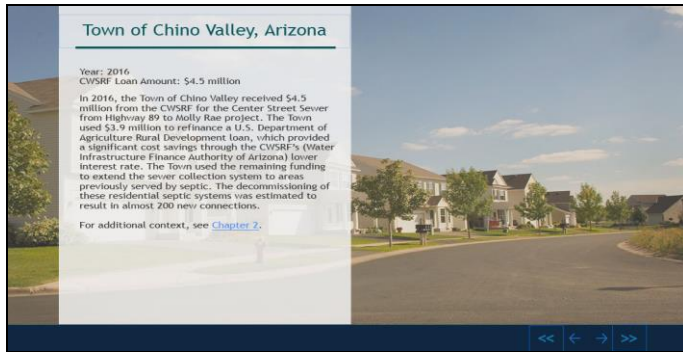 Town of Chino Valley, Arizona
Year: 2016
CWSRF Loan Amount: $4.5 million
In 2016, the Town of Chino Valley received $4.5
million from the CWSRF for the Center Street Sewer
from Highway 89 to Molly Rae project. The Town
used $3.9 million to refinance a U.S. Department of
Agriculture Rural Development loan, which provided
a significant cost savings through the CWSRF's (Water
Infrastructure Finance Authority of Arizona) lower
interest rate. The Town used the remaining funding
to extend the sewer collection system to areas
previously served by septic. The decommissioning of
these residential septic systems was estimated to
result in almost 200 new connections.
For additional context, see Chapter 2.
<< ← → >>